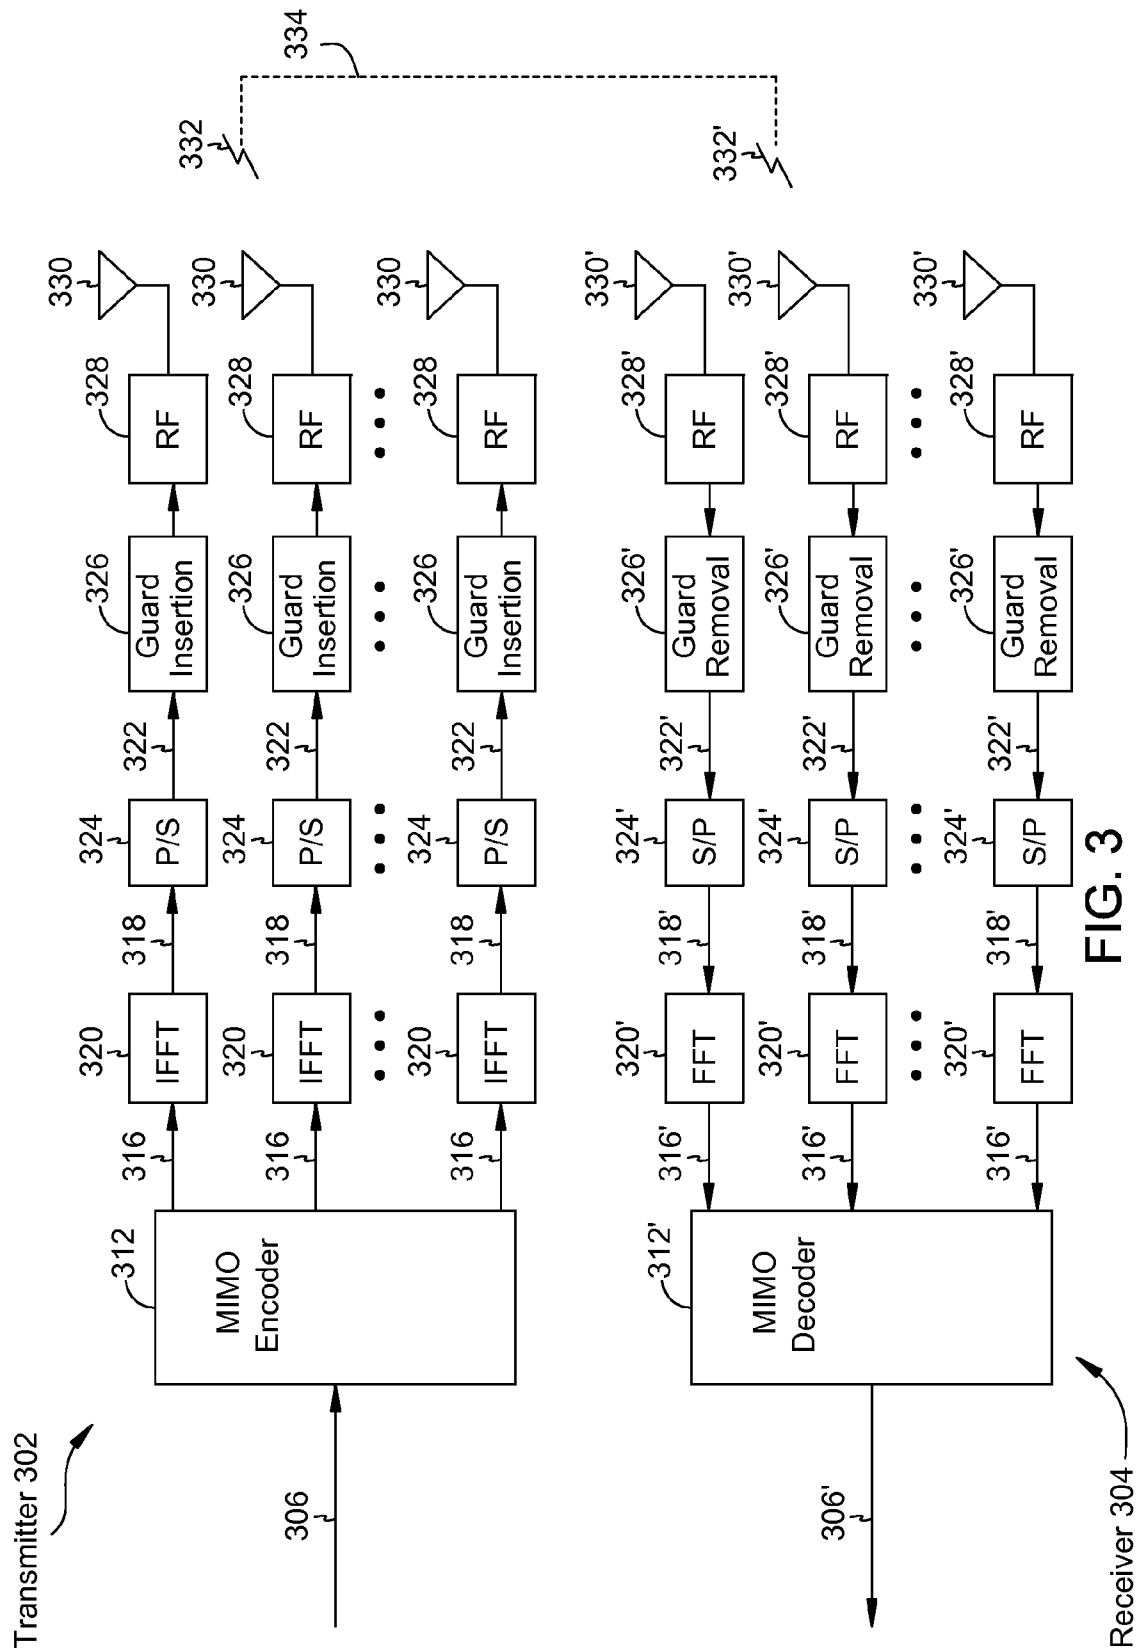 Transmitter 302
306
312
MIMO
Encoder
316
320
IFFT
318
324
P/S
322
326
Guard
Insertion
328
RF
330
316
320
IFFT
318
324
P/S
322
326
Guard
Insertion
328
RF
330
316
320
IFFT
318
324
P/S
322
326
Guard
Insertion
328
RF
330
332
334
332'
306'
312'
MIMO
Decoder
316'
320'
FFT
318'
324'
S/P
322'
326'
Guard
Removal
328'
RF
330'
316'
320'
FFT
318'
324'
S/P
322'
326'
Guard
Removal
328'
RF
330'
316'
320'
FFT
318'
324'
S/P
322'
326'
Guard
Removal
328'
RF
330'
Receiver 304
FIG. 3